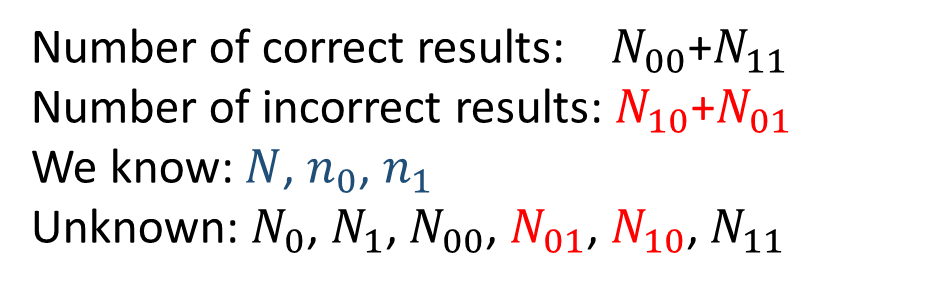 Number of correct results: N₀₀+N₁₁
Number of incorrect results: N₁₀+N₀₁
We know: N, n₀, n₁
Unknown: N₀, N₁, N₀₀, N₀₁, N₁₀, N₁₁